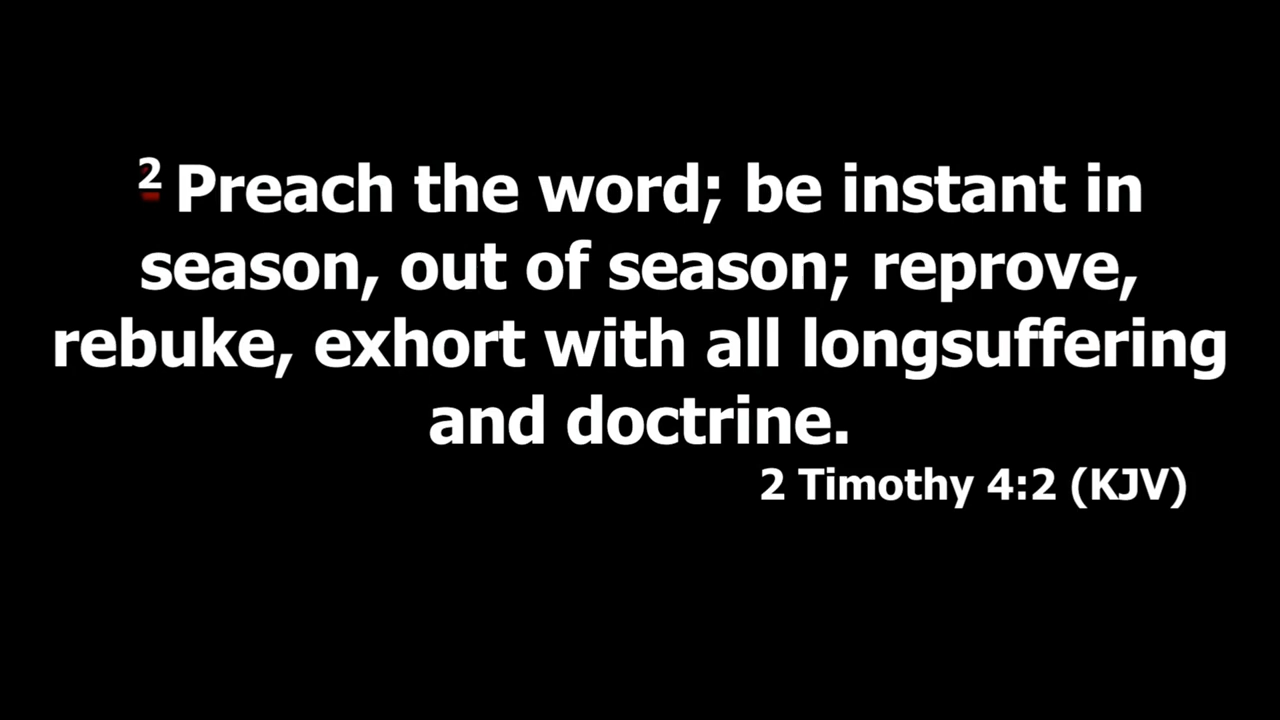 2 Preach the word; be instant in
season, out of season; reprove,
rebuke, exhort with all longsuffering
and doctrine.
2 Timothy 4:2 (KJV)